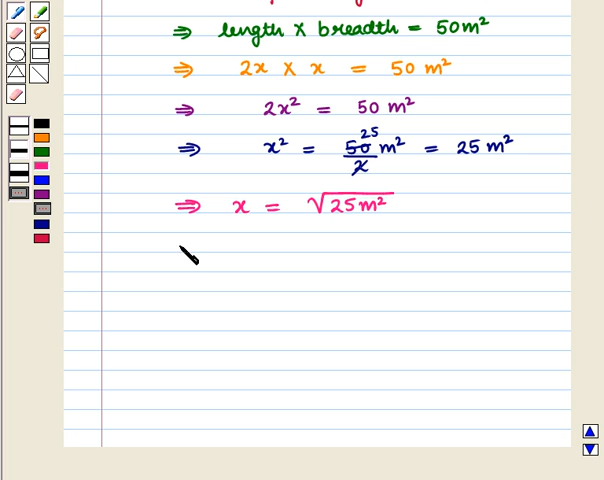 ⇒ length × breadth = 50m²
⇒ 2x × x = 50 m²
⇒ 2x² = 50 m²
⇒ x² = 50/2 m² 25 = 25 m²
⇒ x = √25m²